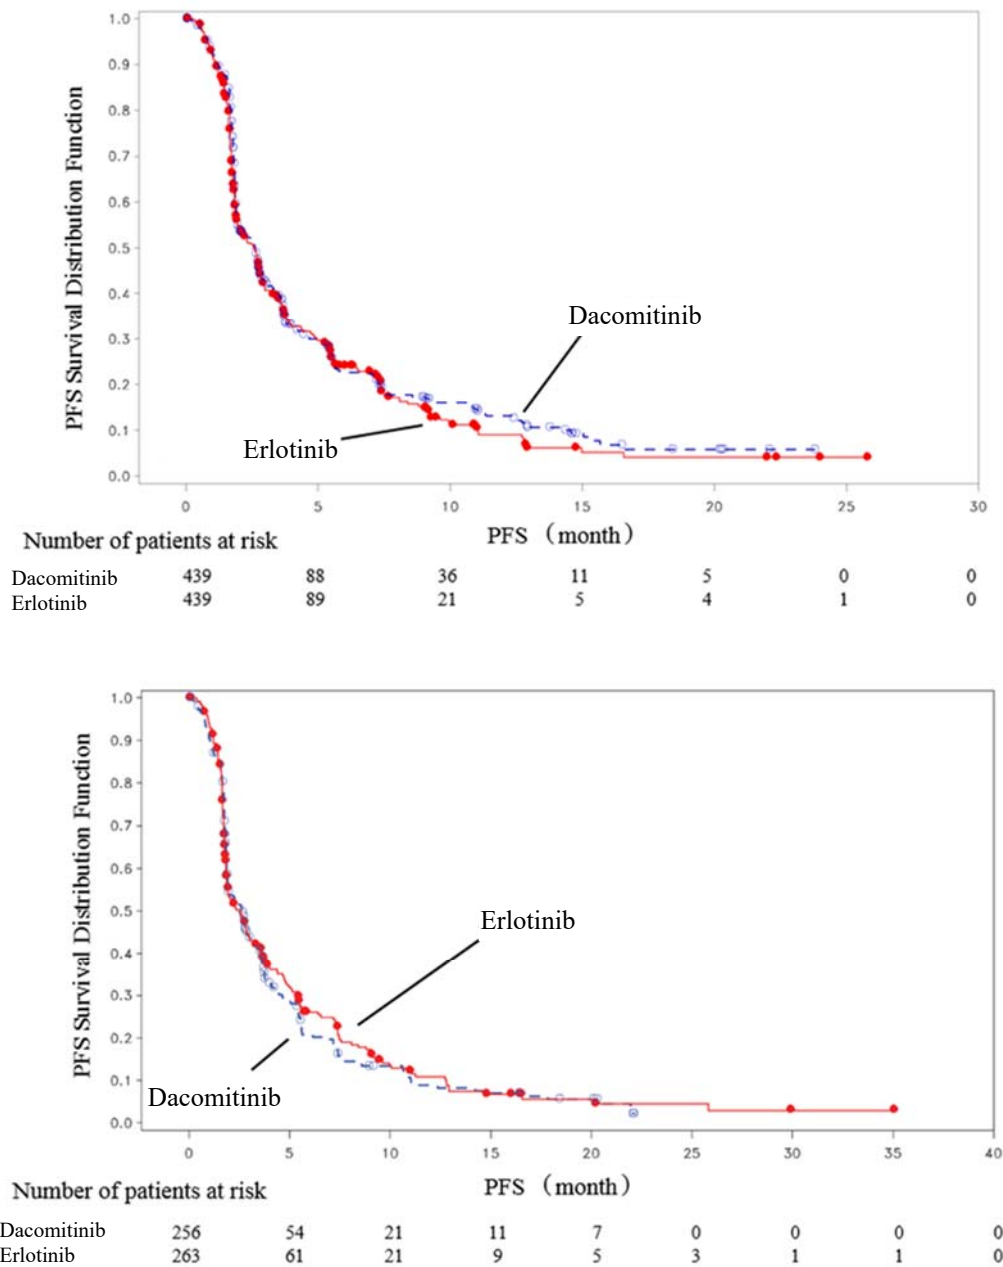 1.0
0.9
0.8
0.7
0.6
0.5
0.4
0.3
0.2
0.1
0.0
PFS Survival Distribution Function
Dacomitinib
Erlotinib
0 5 10 15 20 25 30
PFS （month）
Number of patients at risk
Dacomitinib 439 88 36 11 5 0 0
Erlotinib 439 89 21 5 4 1 0
1.0
0.9
0.8
0.7
0.6
0.5
0.4
0.3
0.2
0.1
0.0
PFS Survival Distribution Function
Erlotinib
Dacomitinib
0 5 10 15 20 25 30 35 40
PFS （month）
Number of patients at risk
Dacomitinib 256 54 21 11 7 0 0 0 0
Erlotinib 263 61 21 9 5 3 1 1 0